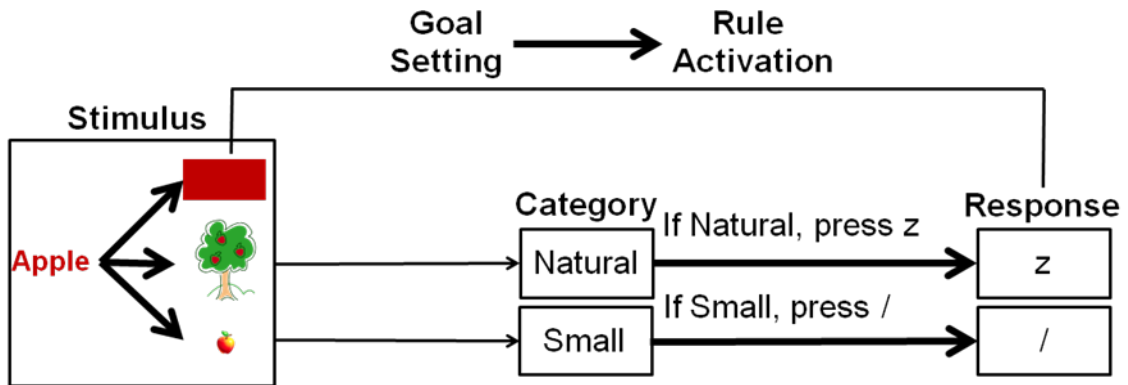 Goal Setting
Rule Activation
Stimulus
Apple
Category
If Natural, press z
Response
Natural
z
If Small, press /
Small
/